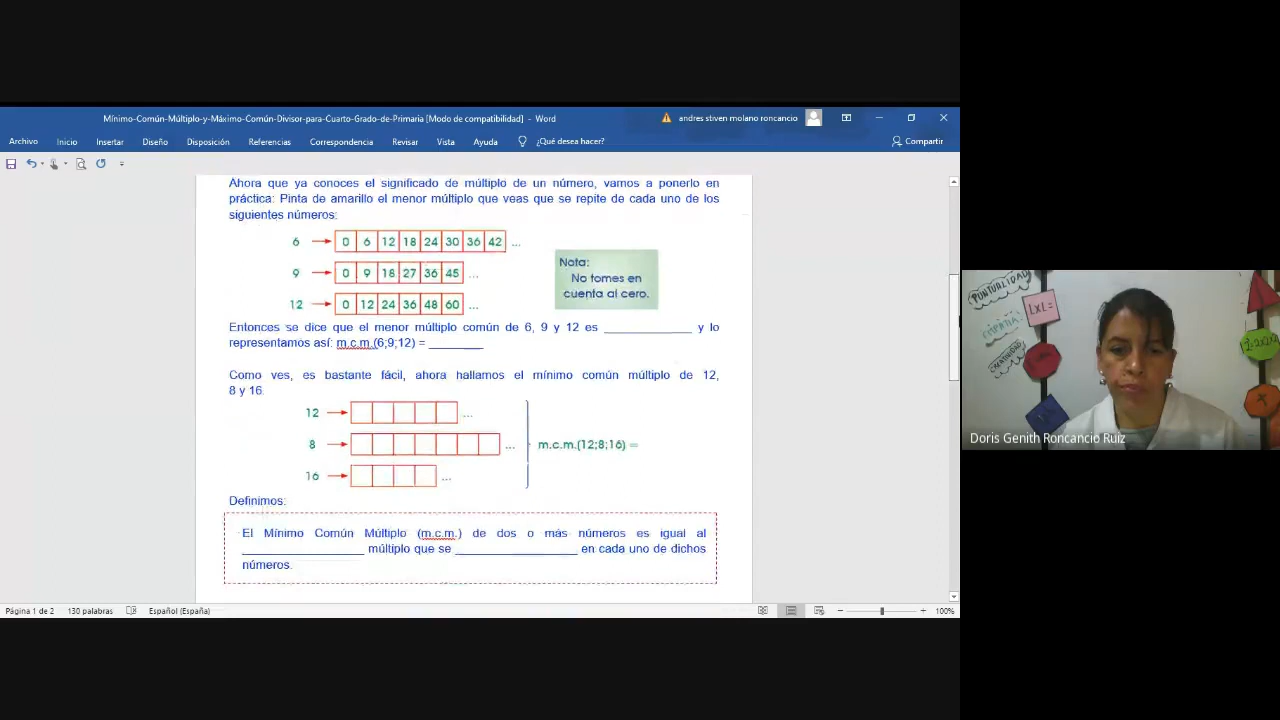 Mínimo-Común-Múltiplo-y-Máximo-Común-Divisor-para-Cuarto-Grado-de-Primaria [Modo de compatibilidad] - Word
andres stiven molano roncancio
Archivo Inicio Insertar Diseño Disposición Referencias Correspondencia Revisar Vista Ayuda ¿Qué desea hacer? Compartir
Ahora que ya conoces el significado de múltiplo de un número, vamos a ponerlo en
práctica: Pinta de amarillo el menor múltiplo que veas que se repite de cada uno de los
siguientes números:
6 → 0 6 12 18 24 30 36 42 ...
9 → 0 9 18 27 36 45 ...
12 → 0 12 24 36 48 60 ...
Nota:
No tomes en
cuenta al cero.
Entonces se dice que el menor múltiplo común de 6, 9 y 12 es ____________ y lo
representamos así: m.c.m.(6;9;12) = _______
Como ves, es bastante fácil, ahora hallamos el mínimo común múltiplo de 12,
8 y 16.
12 → ...
8 → ...
16 → ...
m.c.m.(12;8;16) =
Definimos:
El Mínimo Común Múltiplo (m.c.m.) de dos o más números es igual al
________________ múltiplo que se ________________ en cada uno de dichos
números.
Página 1 de 2 130 palabras Español (España) 100%
PUNTUALIDAD
EMPATIA
CREATIVIDAD
LXL=
Doris Genith Roncancio Ruiz